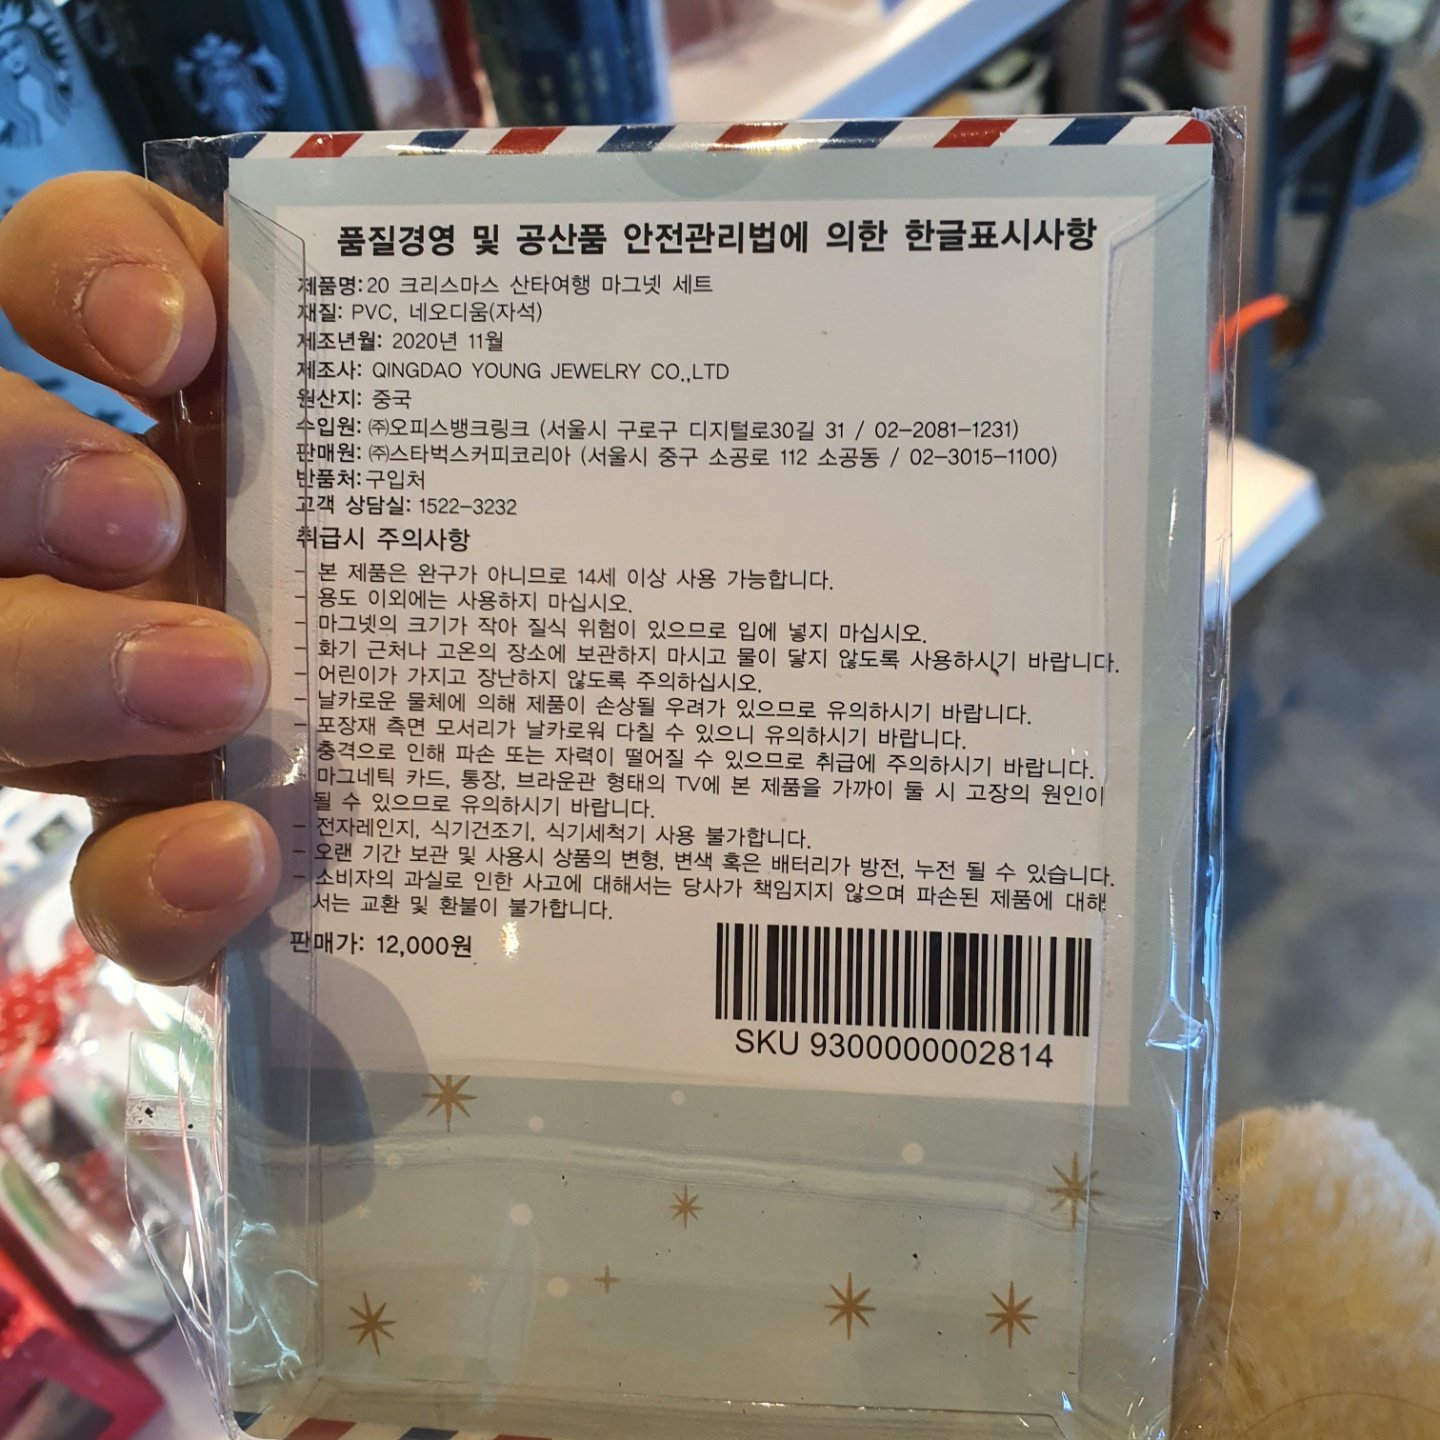 품질경영 및 공산품 안전관리법에 의한 한글표시사항
제품명: 20 크리스마스 산타여행 마그넷 세트
재질: PVC, 네오디움(자석)
제조년월: 2020년 11월
제조사: QINGDAO YOUNG JEWELRY CO.,LTD
원산지: 중국
수입원: ㈜오피스뱅크링크 (서울시 구로구 디지털로30길 31 / 02-2081-1231)
판매원: ㈜스타벅스커피코리아 (서울시 중구 소공로 112 소공동 / 02-3015-1100)
반품처: 구입처
고객 상담실: 1522-3232
취급시 주의사항
- 본 제품은 완구가 아니므로 14세 이상 사용 가능합니다.
- 용도 이외에는 사용하지 마십시오.
- 마그넷의 크기가 작아 질식 위험이 있으므로 입에 넣지 마십시오.
- 화기 근처나 고온의 장소에 보관하지 마시고 물이 닿지 않도록 사용하시기 바랍니다.
- 어린이가 가지고 장난하지 않도록 주의하십시오.
- 날카로운 물체에 의해 제품이 손상될 우려가 있으므로 유의하시기 바랍니다.
- 포장재 측면 모서리가 날카로워 다칠 수 있으니 유의하시기 바랍니다.
- 충격으로 인해 파손 또는 자력이 떨어질 수 있으므로 취급에 주의하시기 바랍니다.
- 마그네틱 카드, 통장, 브라운관 형태의 TV에 본 제품을 가까이 둘 시 고장의 원인이
될 수 있으므로 유의하시기 바랍니다.
- 전자레인지, 식기건조기, 식기세척기 사용 불가합니다.
- 오랜 기간 보관 및 사용시 상품의 변형, 변색 혹은 배터리가 방전, 누전 될 수 있습니다.
- 소비자의 과실로 인한 사고에 대해서는 당사가 책임지지 않으며 파손된 제품에 대해
서는 교환 및 환불이 불가합니다.
판매가: 12,000원
SKU 9300000002814